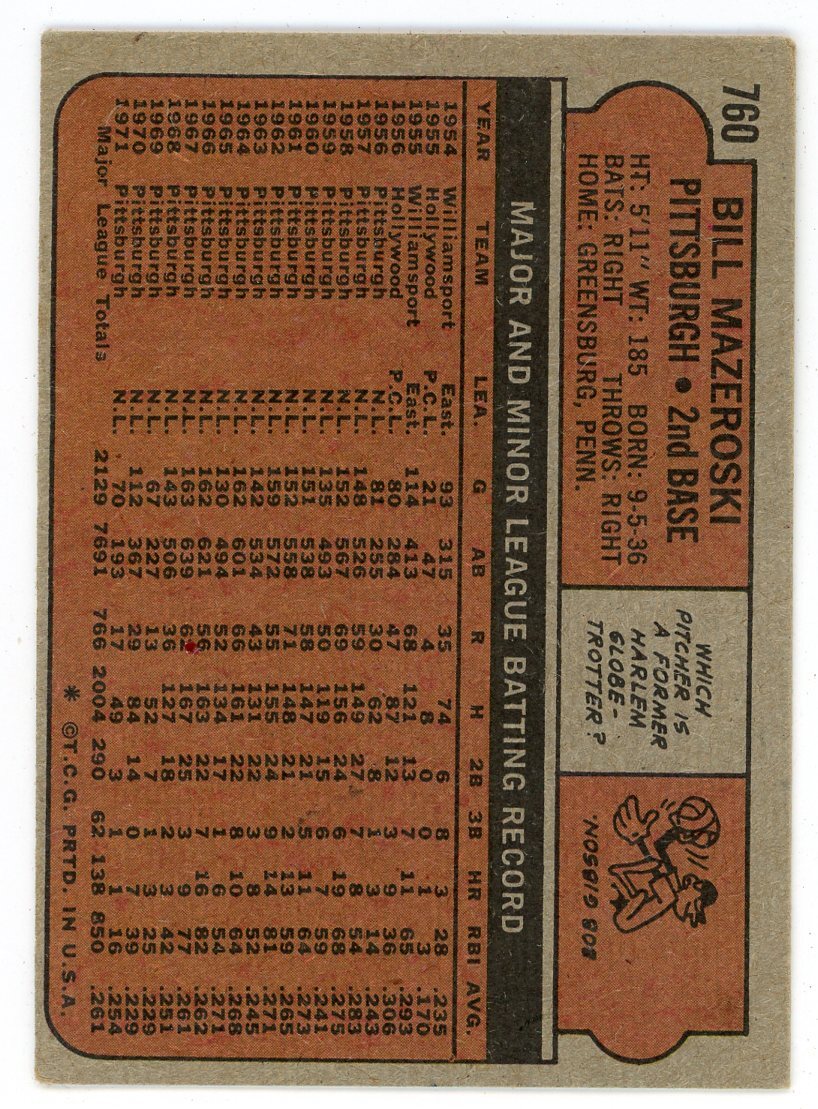 760
BILL MAZEROSKI
PITTSBURGH • 2nd BASE
HT: 5'11" WT: 185 BORN: 9-5-36
BATS: RIGHT THROWS: RIGHT
HOME: GREENSBURG, PENN.
WHICH
PITCHER IS
A FORMER
HARLEM
GLOBE-
TROTTER?
BOB GIBSON.
MAJOR AND MINOR LEAGUE BATTING RECORD
YEAR TEAM LEA. G AB R H 2B 3B HR RBI AVG.
1954 Williamsport East. 93 315 35 74 6 8 3 28 .235
1955 Hollywood P.C.L. 21 47 4 8 0 0 1 3 .170
1955 Williamsport East. 114 413 68 121 13 7 11 65 .293
1956 Hollywood P.C.L. 80 284 47 87 12 3 9 36 .306
1956 Pittsburgh N.L. 81 255 30 62 8 1 3 14 .243
1957 Pittsburgh N.L. 148 526 59 149 27 7 8 54 .283
1958 Pittsburgh N.L. 152 567 69 156 24 6 19 68 .275
1959 Pittsburgh N.L. 135 493 50 119 15 6 7 59 .241
1960 Pittsburgh N.L. 151 538 58 147 21 5 11 64 .273
1961 Pittsburgh N.L. 152 558 71 148 21 2 13 59 .265
1962 Pittsburgh N.L. 159 572 55 155 24 9 14 81 .271
1963 Pittsburgh N.L. 142 534 43 131 22 3 8 52 .245
1964 Pittsburgh N.L. 162 601 66 161 22 8 10 64 .268
1965 Pittsburgh N.L. 130 494 52 134 17 1 6 54 .271
1966 Pittsburgh N.L. 162 621 56 163 22 7 16 82 .262
1967 Pittsburgh N.L. 163 639 62 167 25 3 9 77 .261
1968 Pittsburgh N.L. 143 506 36 127 18 2 3 42 .251
1969 Pittsburgh N.L. 67 227 13 52 7 1 3 25 .229
1970 Pittsburgh N.L. 112 367 29 84 14 0 7 39 .229
1971 Pittsburgh N.L. 70 193 17 49 3 1 1 16 .254
Major League Totals 2129 7691 766 2004 290 62 138 850 .261
* ©T.C.G. PRTD. IN U.S.A.